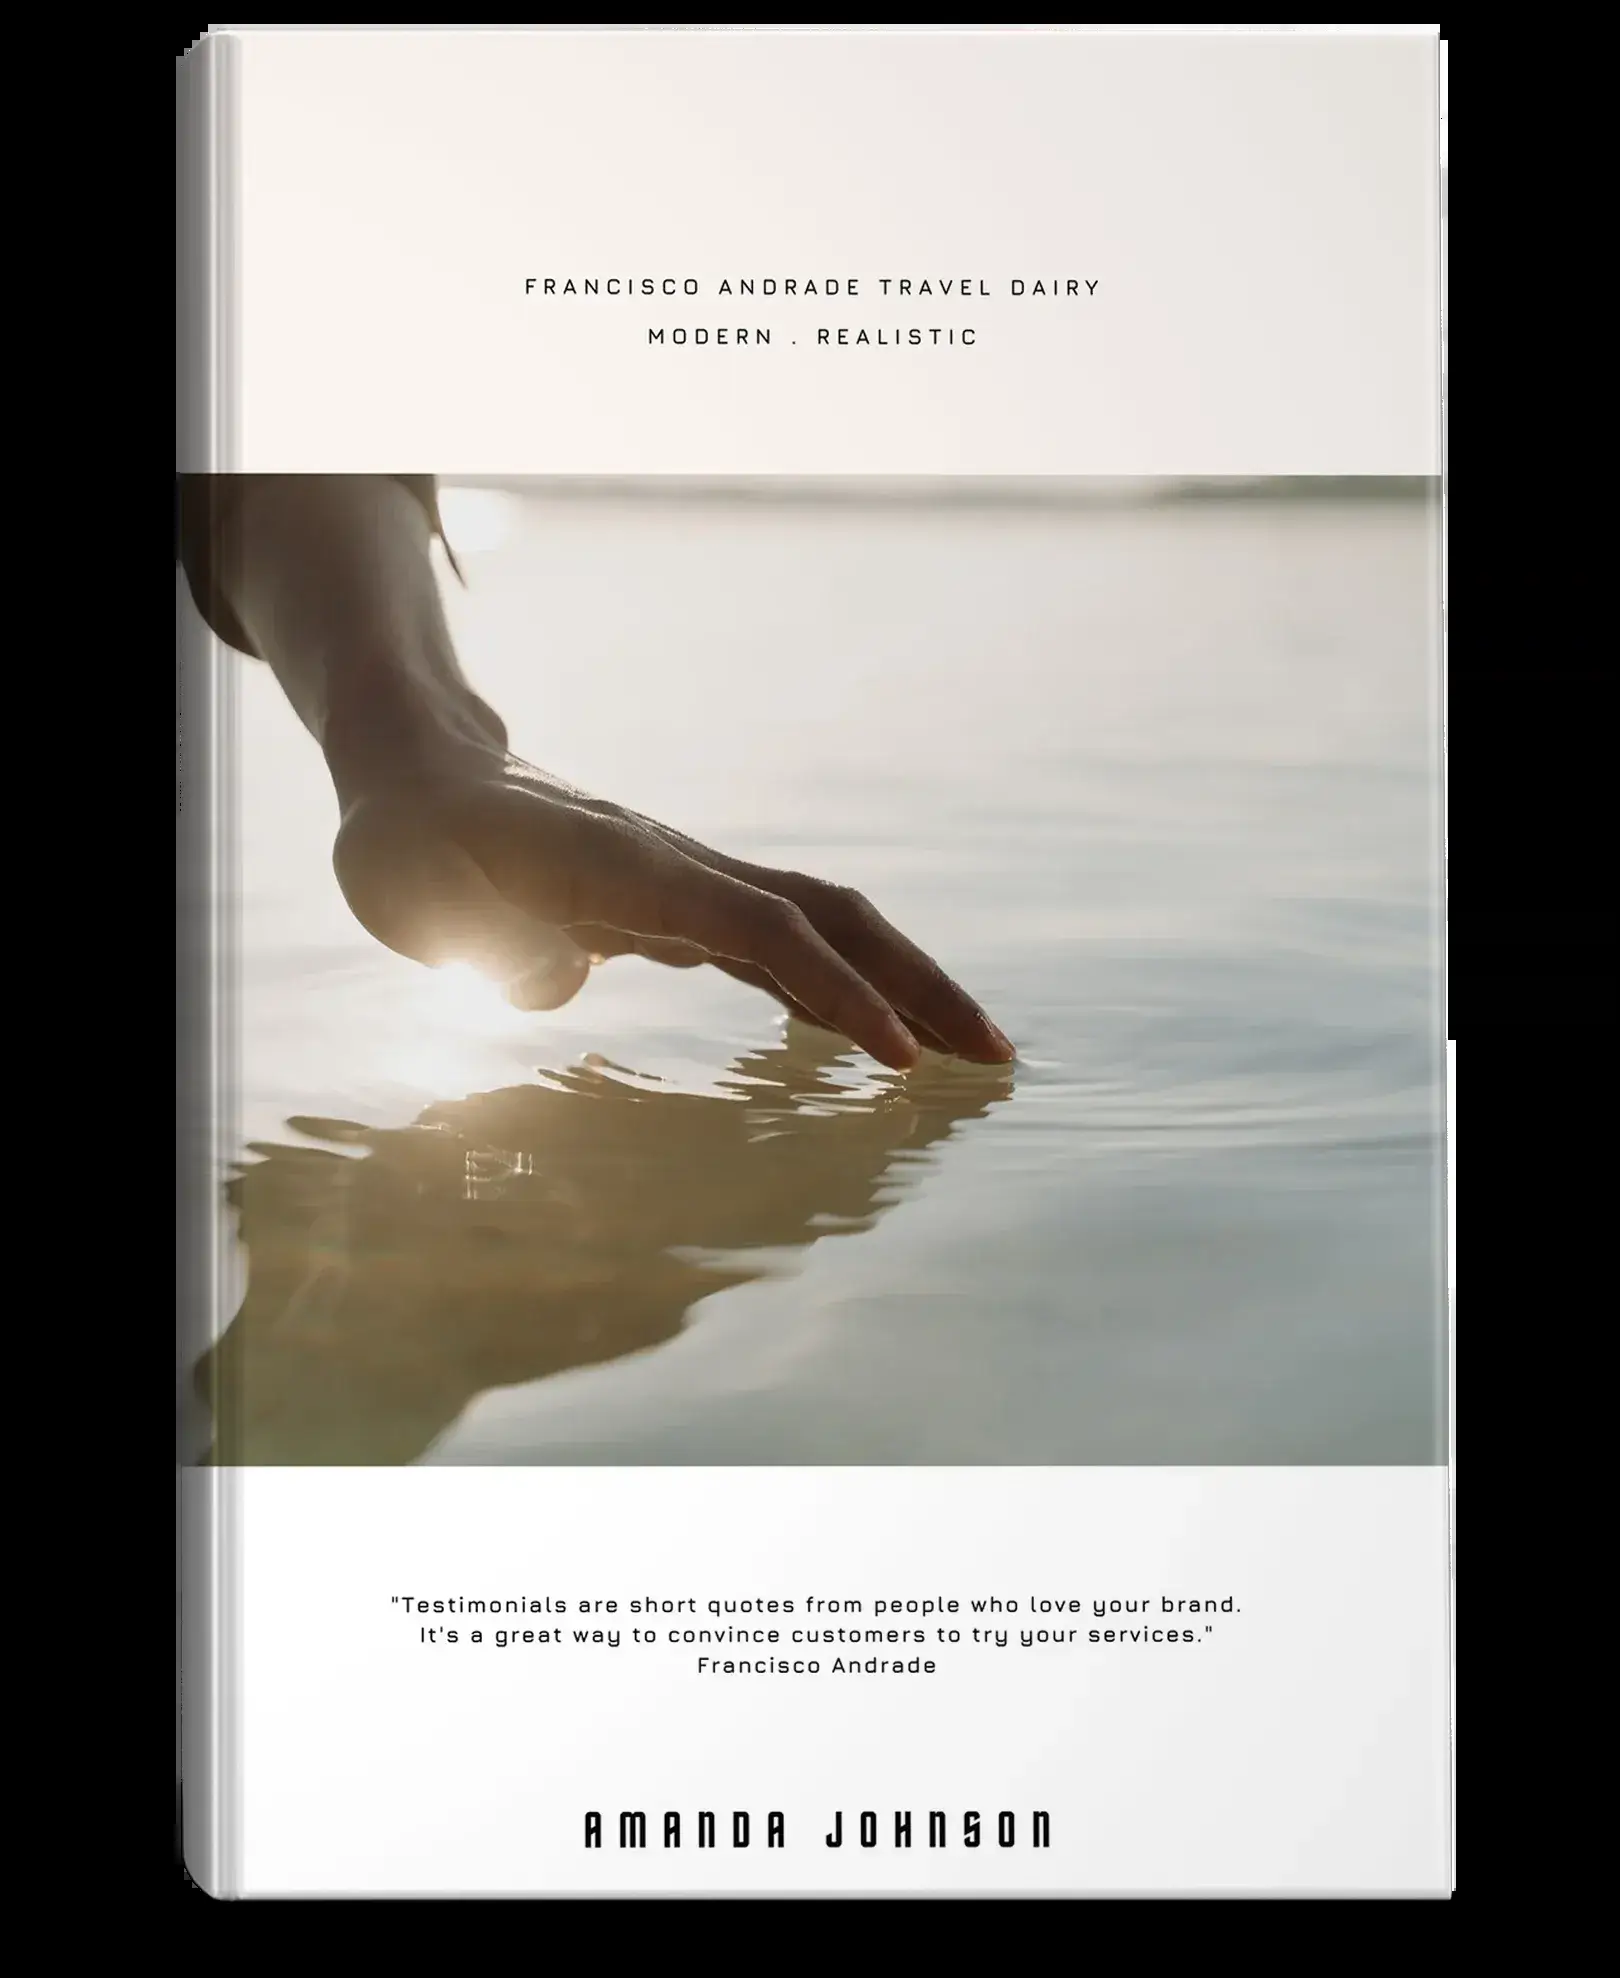 FRANCISCO ANDRADE TRAVEL DAIRY
MODERN . REALISTIC
"Testimonials are short quotes from people who love your brand.
It's a great way to convince customers to try your services."
Francisco Andrade
AMANDA JOHNSON